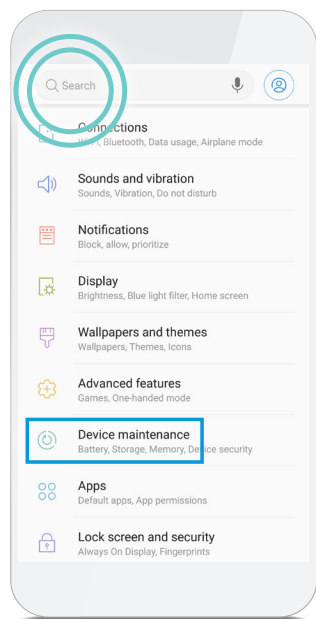 Search
Connections
Wi-Fi, Bluetooth, Data usage, Airplane mode
Sounds and vibration
Sounds, Vibration, Do not disturb
Notifications
Block, allow, prioritize
Display
Brightness, Blue light filter, Home screen
Wallpapers and themes
Wallpapers, Themes, Icons
Advanced features
Games, One-handed mode
Device maintenance
Battery, Storage, Memory, Device security
Apps
Default apps, App permissions
Lock screen and security
Always On Display, Fingerprints